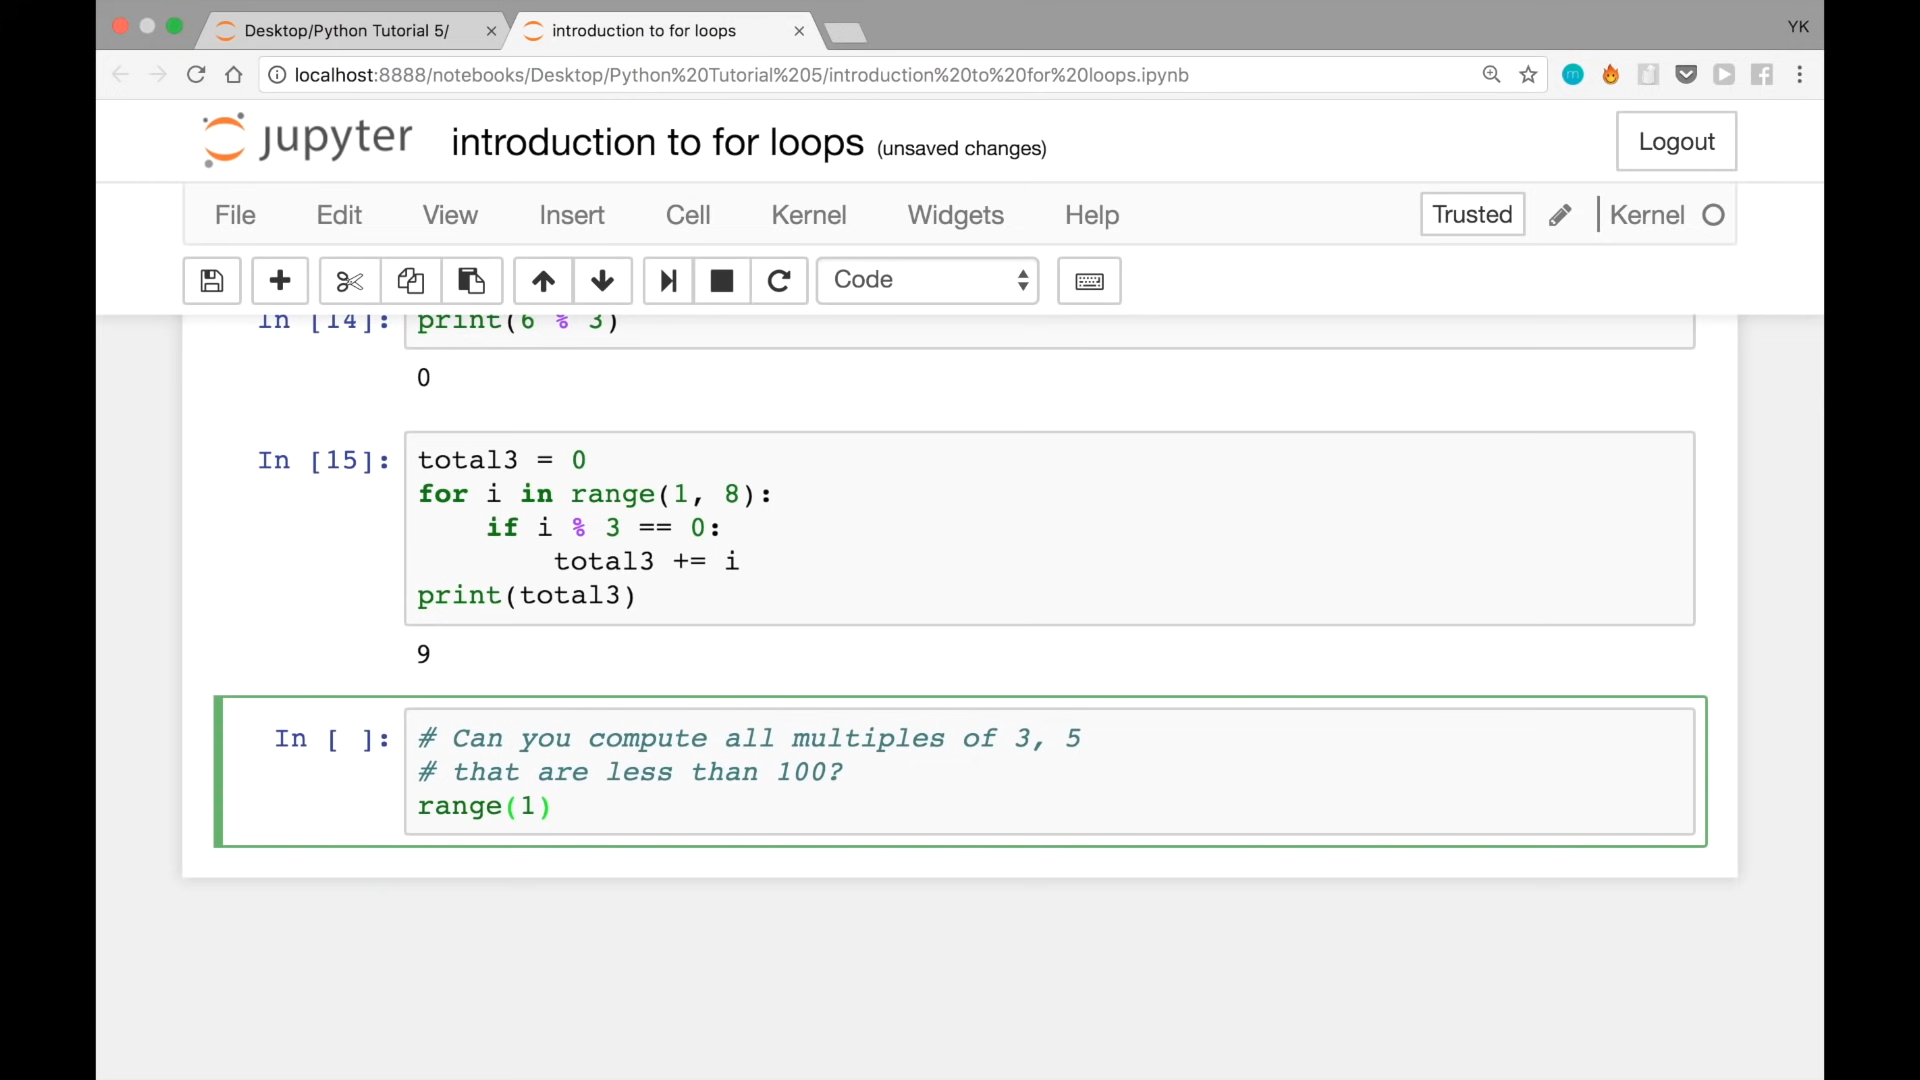 Desktop/Python Tutorial 5/
introduction to for loops
YK
localhost:8888/notebooks/Desktop/Python%20Tutorial%205/introduction%20to%20for%20loops.ipynb
jupyter introduction to for loops (unsaved changes)
Logout
File Edit View Insert Cell Kernel Widgets Help
Trusted
Kernel
Code
In [14]: print(6 % 3)
0
In [15]: total3 = 0
for i in range(1, 8):
    if i % 3 == 0:
        total3 += i
print(total3)
9
In [ ]: # Can you compute all multiples of 3, 5
# that are less than 100?
range(1)